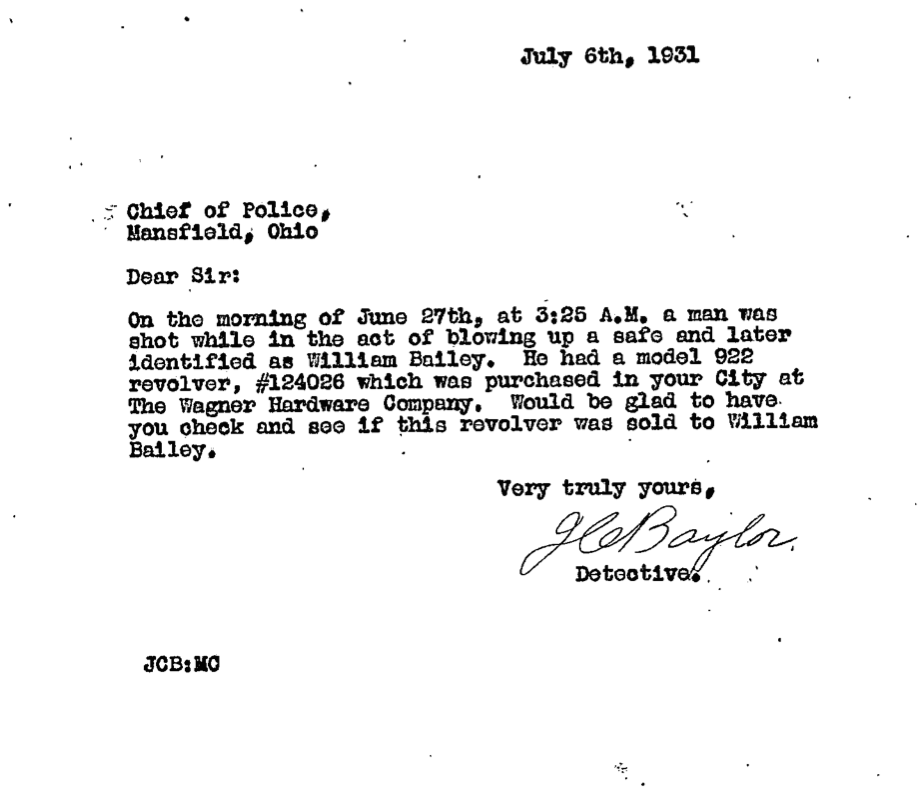 July 6th, 1931
Chief of Police,
Mansfield, Ohio
Dear Sir:
On the morning of June 27th, at 3:25 A.M. a man was
shot while in the act of blowing up a safe and later
identified as William Bailey. He had a model 922
revolver, #124026 which was purchased in your City at
The Wagner Hardware Company. Would be glad to have
you check and see if this revolver was sold to William
Bailey.
Very truly yours,
JCBaylor.
Detective.
JCB:MC